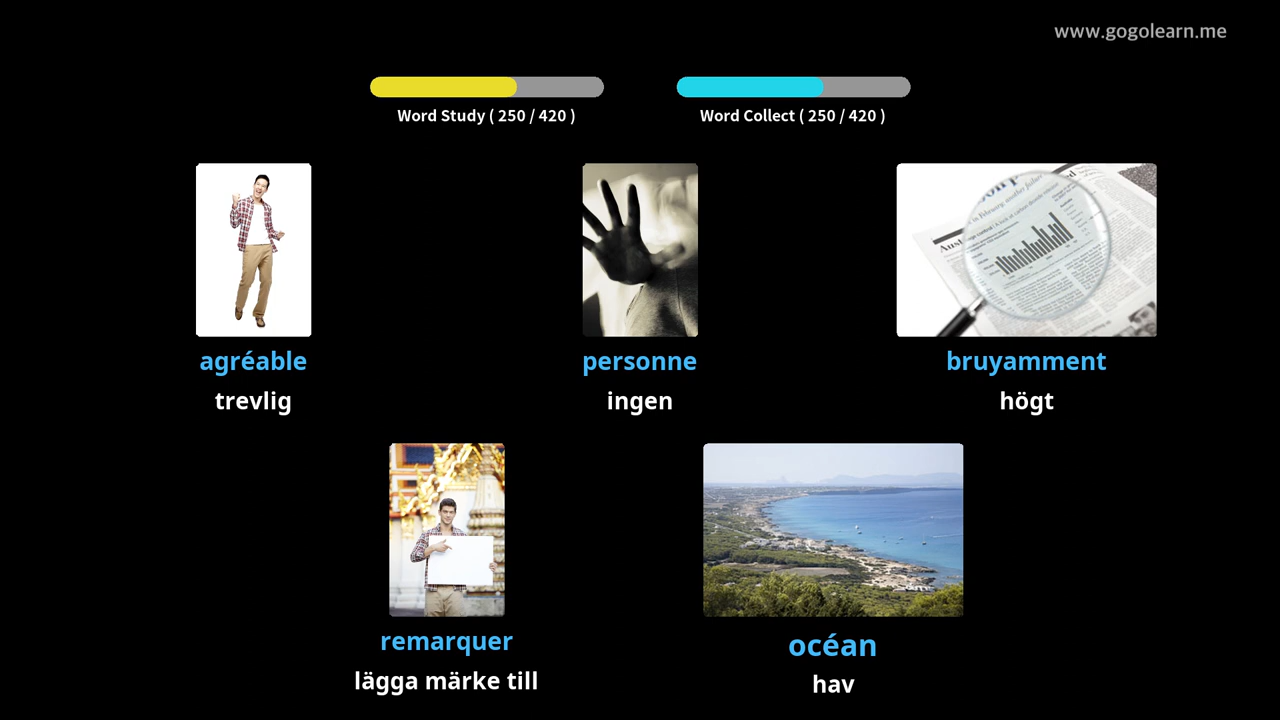 www.gogolearn.me
Word Study ( 250 / 420 )
Word Collect ( 250 / 420 )
agréable
trevlig
personne
ingen
bruyamment
högt
remarquer
lägga märke till
océan
hav